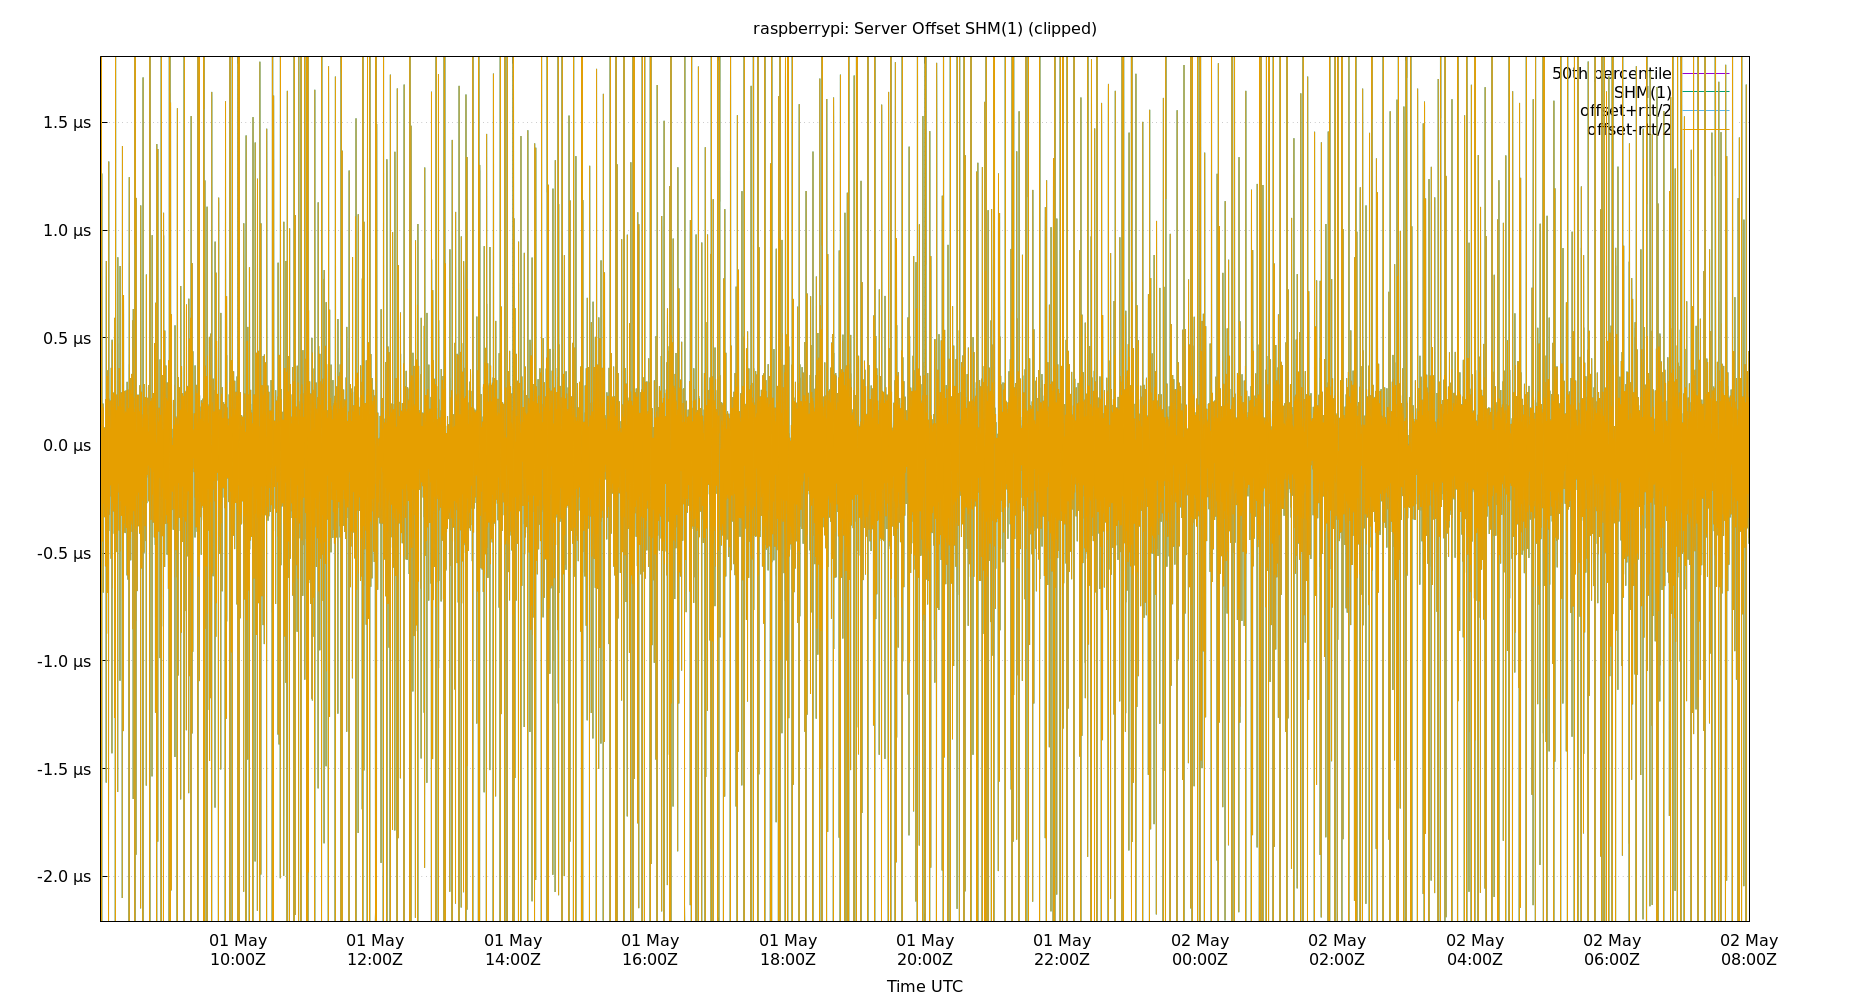 raspberrypi: Server Offset SHM(1) (clipped)
50th percentile
SHM(1)
offset+rtt/2
offset-rtt/2
1.5 µs
1.0 µs
0.5 µs
0.0 µs
-0.5 µs
-1.0 µs
-1.5 µs
-2.0 µs
01 May 01 May 01 May 01 May 01 May 01 May 01 May 02 May 02 May 02 May 02 May 02 May
10:00Z 12:00Z 14:00Z 16:00Z 18:00Z 20:00Z 22:00Z 00:00Z 02:00Z 04:00Z 06:00Z 08:00Z
Time UTC